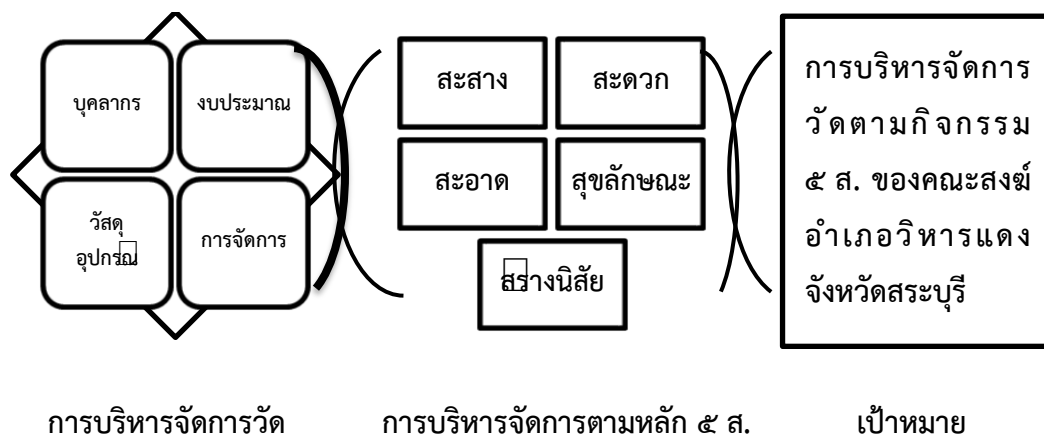 บุคลากร
งบประมาณ
วัสดุ
อุปกรณ์
การจัดการ
สะสาง
สะดวก
สะอาด
สุขลักษณะ
สร้างนิสัย
การบริหารจัดการ
วัดตามกิจกรรม
๕ ส. ของคณะสงฆ์
อำเภอวิหารแดง
จังหวัดสระบุรี
การบริหารจัดการวัด
การบริหารจัดการตามหลัก ๕ ส.
เป้าหมาย